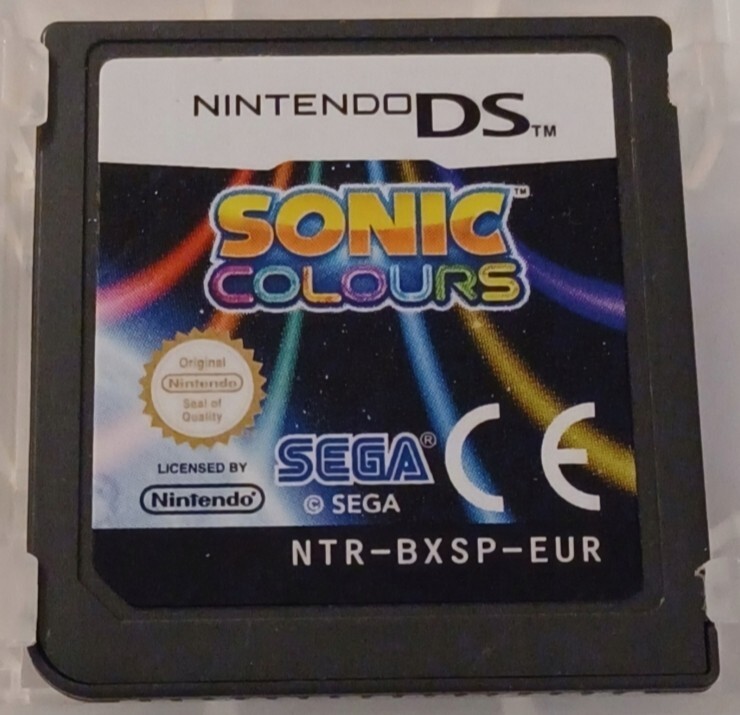 NINTENDO DS™
SONIC™
COLOURS
Original
Nintendo
Seal of
Quality
LICENSED BY
Nintendo®
SEGA®
© SEGA
CE
NTR-BXSP-EUR